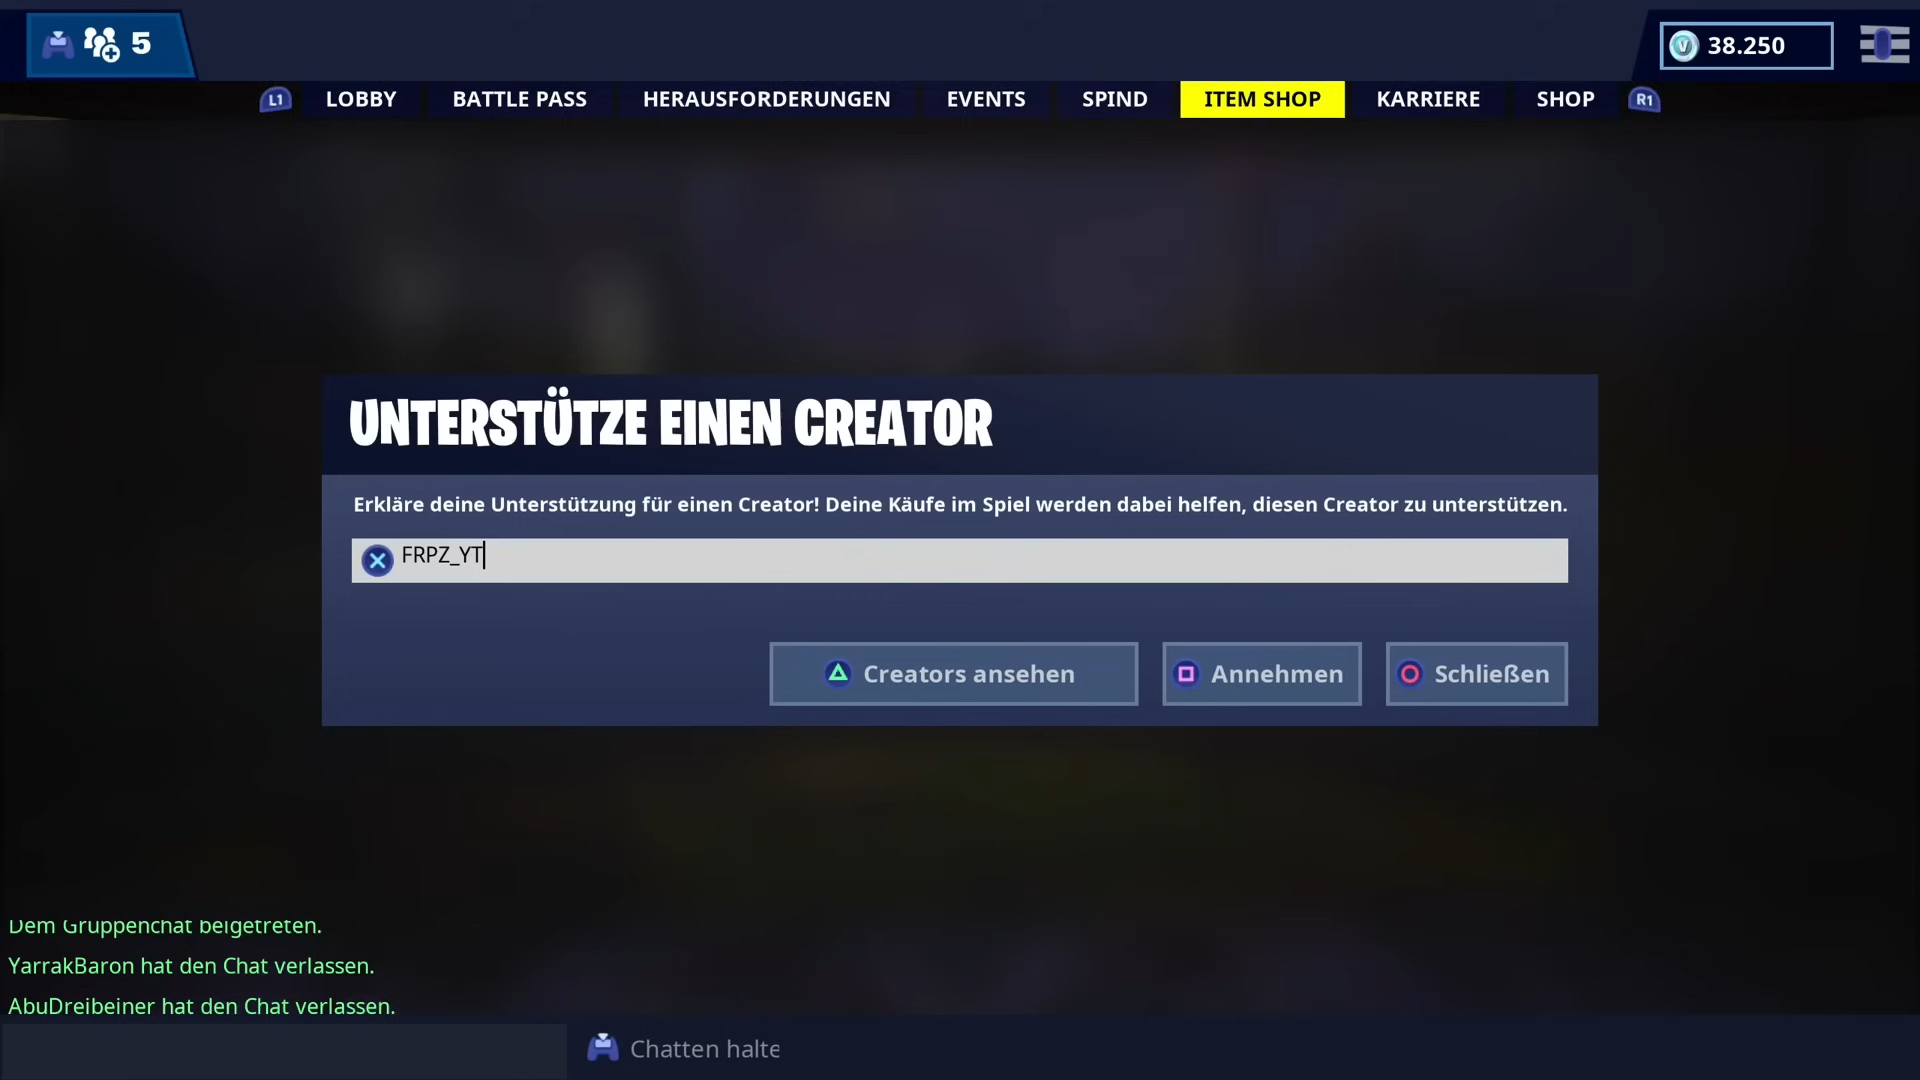 5
38.250
L1 LOBBY BATTLE PASS HERAUSFORDERUNGEN EVENTS SPIND ITEM SHOP KARRIERE SHOP R1
UNTERSTÜTZE EINEN CREATOR
Erkläre deine Unterstützung für einen Creator! Deine Käufe im Spiel werden dabei helfen, diesen Creator zu unterstützen.
FRPZ_YT
Creators ansehen Annehmen Schließen
Dem Gruppenchat beigetreten.
YarrakBaron hat den Chat verlassen.
AbuDreibeiner hat den Chat verlassen.
Chatten halte